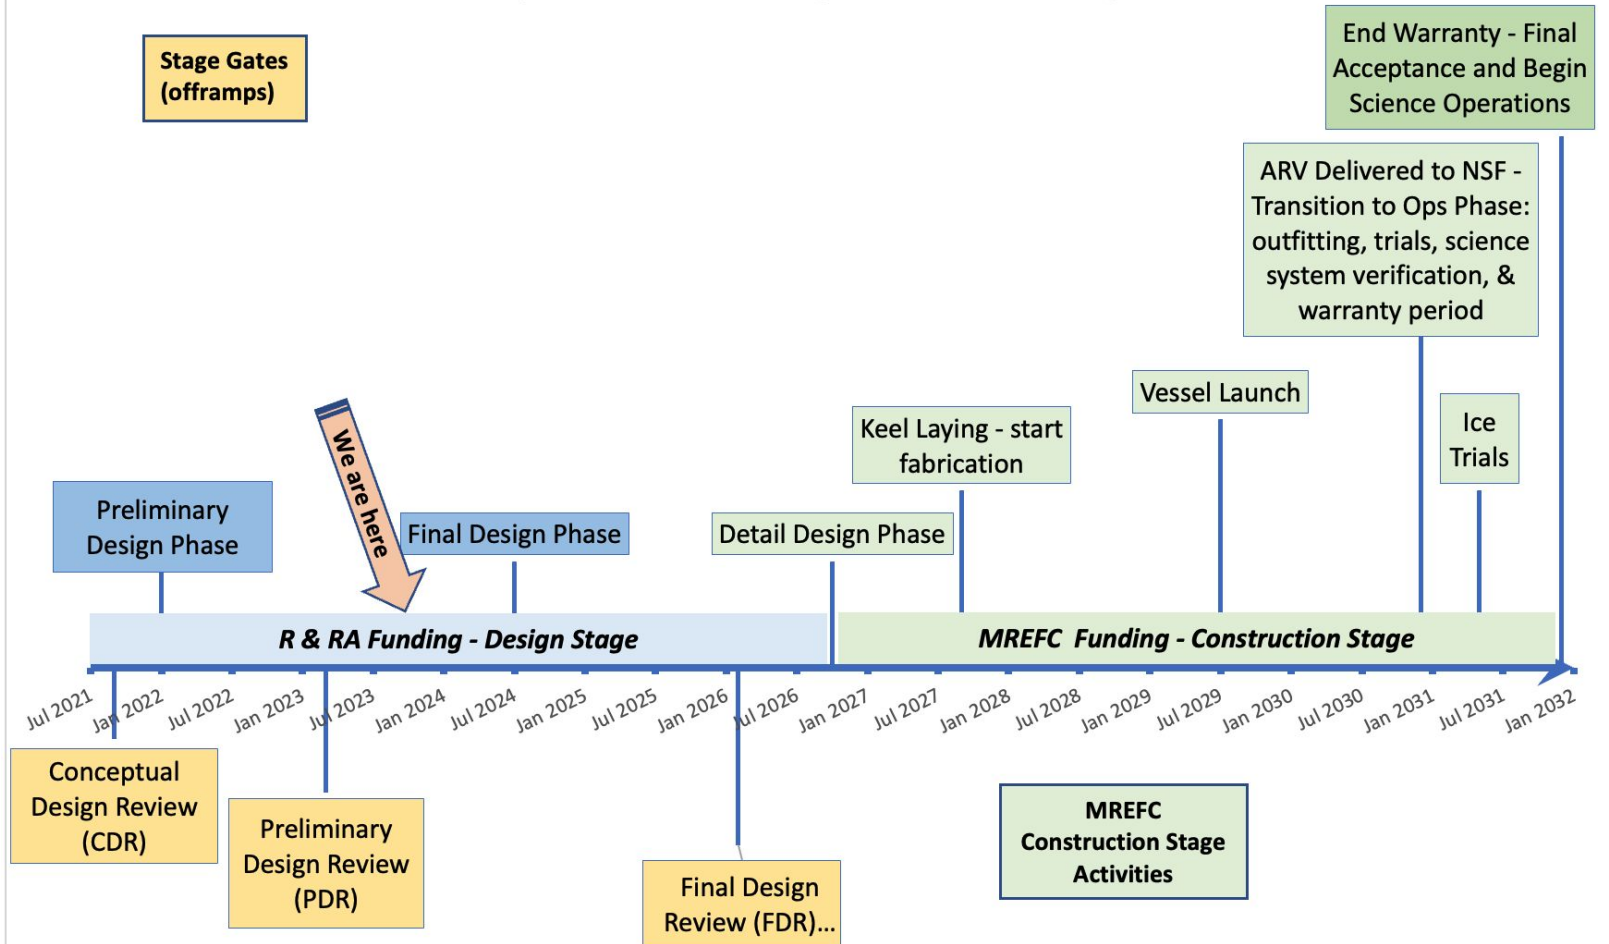 Stage Gates
(offramps)
End Warranty - Final
Acceptance and Begin
Science Operations
ARV Delivered to NSF -
Transition to Ops Phase:
outfitting, trials, science
system verification, &
warranty period
Vessel Launch
Ice
Trials
Keel Laying - start
fabrication
We are here
Preliminary
Design Phase
Final Design Phase
Detail Design Phase
R & RA Funding - Design Stage
MREFC Funding - Construction Stage
Jul 2021
Jan 2022
Jul 2022
Jan 2023
Jul 2023
Jan 2024
Jul 2024
Jan 2025
Jul 2025
Jan 2026
Jul 2026
Jan 2027
Jul 2027
Jan 2028
Jul 2028
Jan 2029
Jul 2029
Jan 2030
Jul 2030
Jan 2031
Jul 2031
Jan 2032
Conceptual
Design Review
(CDR)
Preliminary
Design Review
(PDR)
Final Design
Review (FDR)...
MREFC
Construction Stage
Activities